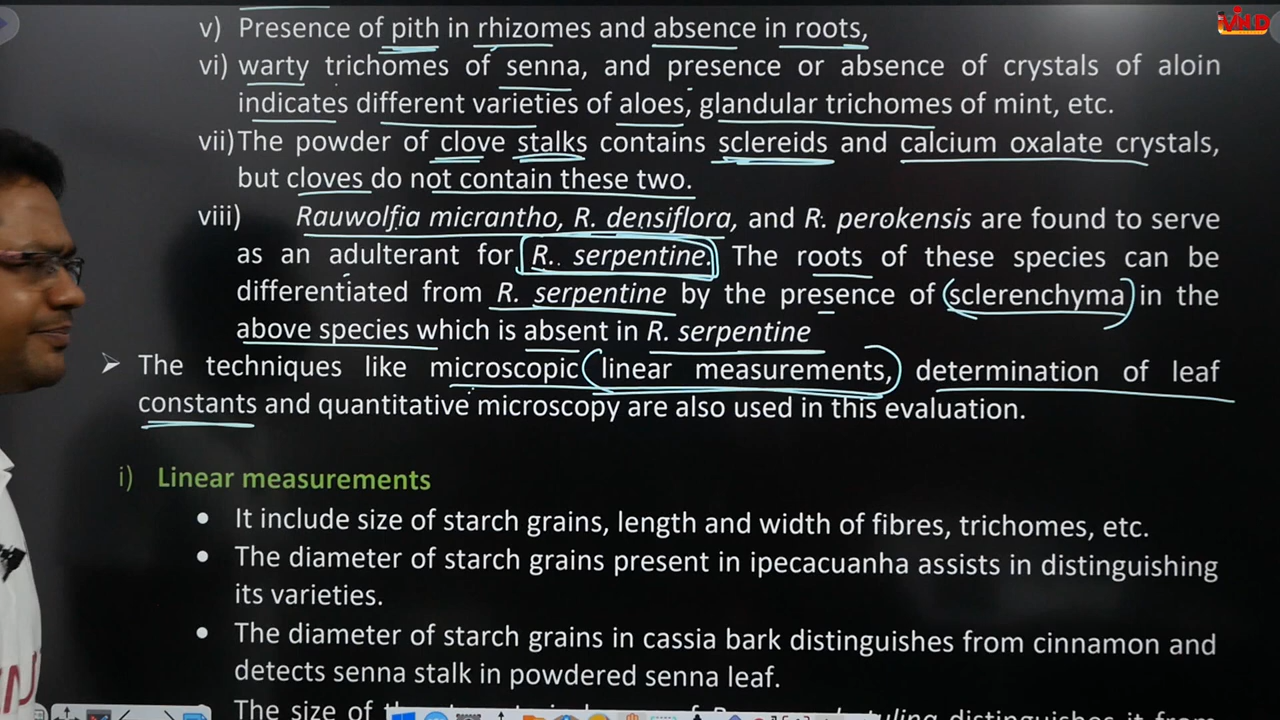 v) Presence of pith in rhizomes and absence in roots,
vi) warty trichomes of senna, and presence or absence of crystals of aloin
indicates different varieties of aloes, glandular trichomes of mint, etc.
vii) The powder of clove stalks contains sclereids and calcium oxalate crystals,
but cloves do not contain these two.
viii) Rauwolfia micrantho, R. densiflora, and R. perokensis are found to serve
as an adulterant for R. serpentine. The roots of these species can be
differentiated from R. serpentine by the presence of sclerenchyma in the
above species which is absent in R. serpentine
The techniques like microscopic linear measurements, determination of leaf
constants and quantitative microscopy are also used in this evaluation.
i) Linear measurements
• It include size of starch grains, length and width of fibres, trichomes, etc.
• The diameter of starch grains present in ipecacuanha assists in distinguishing
its varieties.
• The diameter of starch grains in cassia bark distinguishes from cinnamon and
detects senna stalk in powdered senna leaf.
The size of distinguishes it from